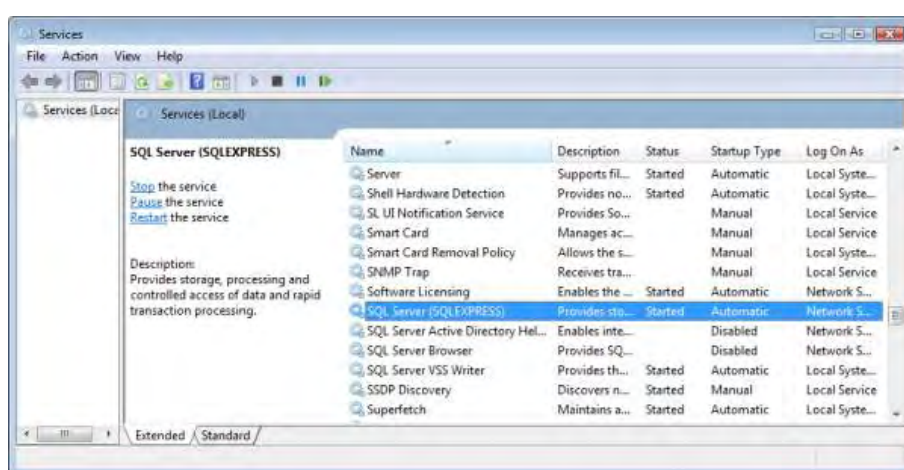 Services
File Action View Help
Services (Loca
Services (Local)
SQL Server (SQLEXPRESS)
Stop the service
Pause the service
Restart the service
Description:
Provides storage, processing and
controlled access of data and rapid
transaction processing.
Name Description Status Startup Type Log On As
Server Supports fil... Started Automatic Local Syste...
Shell Hardware Detection Provides no... Started Automatic Local Syste...
SL UI Notification Service Provides So... Manual Local Service
Smart Card Manages ac... Manual Local Service
Smart Card Removal Policy Allows the s... Manual Local Syste...
SNMP Trap Receives tra... Manual Local Service
Software Licensing Enables the ... Started Automatic Network S...
SQL Server (SQLEXPRESS) Provides sto... Started Automatic Network S...
SQL Server Active Directory Hel... Enables inte... Disabled Network S...
SQL Server Browser Provides SQ... Disabled Network S...
SQL Server VSS Writer Provides th... Started Automatic Local Syste...
SSDP Discovery Discovers n... Started Manual Local Service
Superfetch Maintains a... Started Automatic Local Syste...
Extended Standard